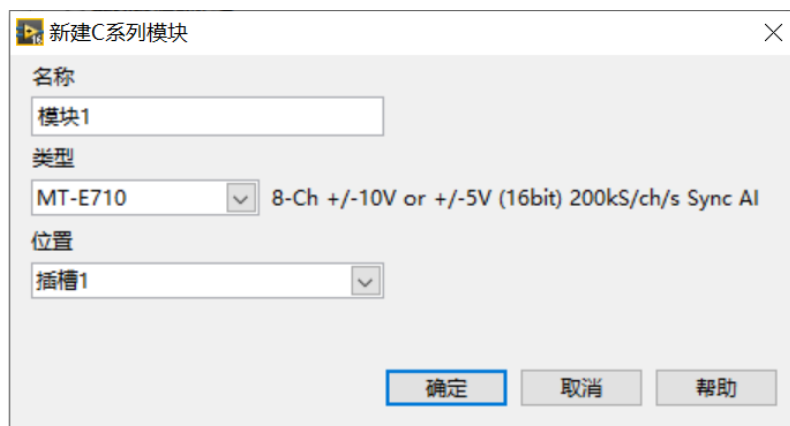 新建C系列模块
名称
模块1
类型
MT-E710 8-Ch +/-10V or +/-5V (16bit) 200kS/ch/s Sync AI
位置
插槽1
确定 取消 帮助